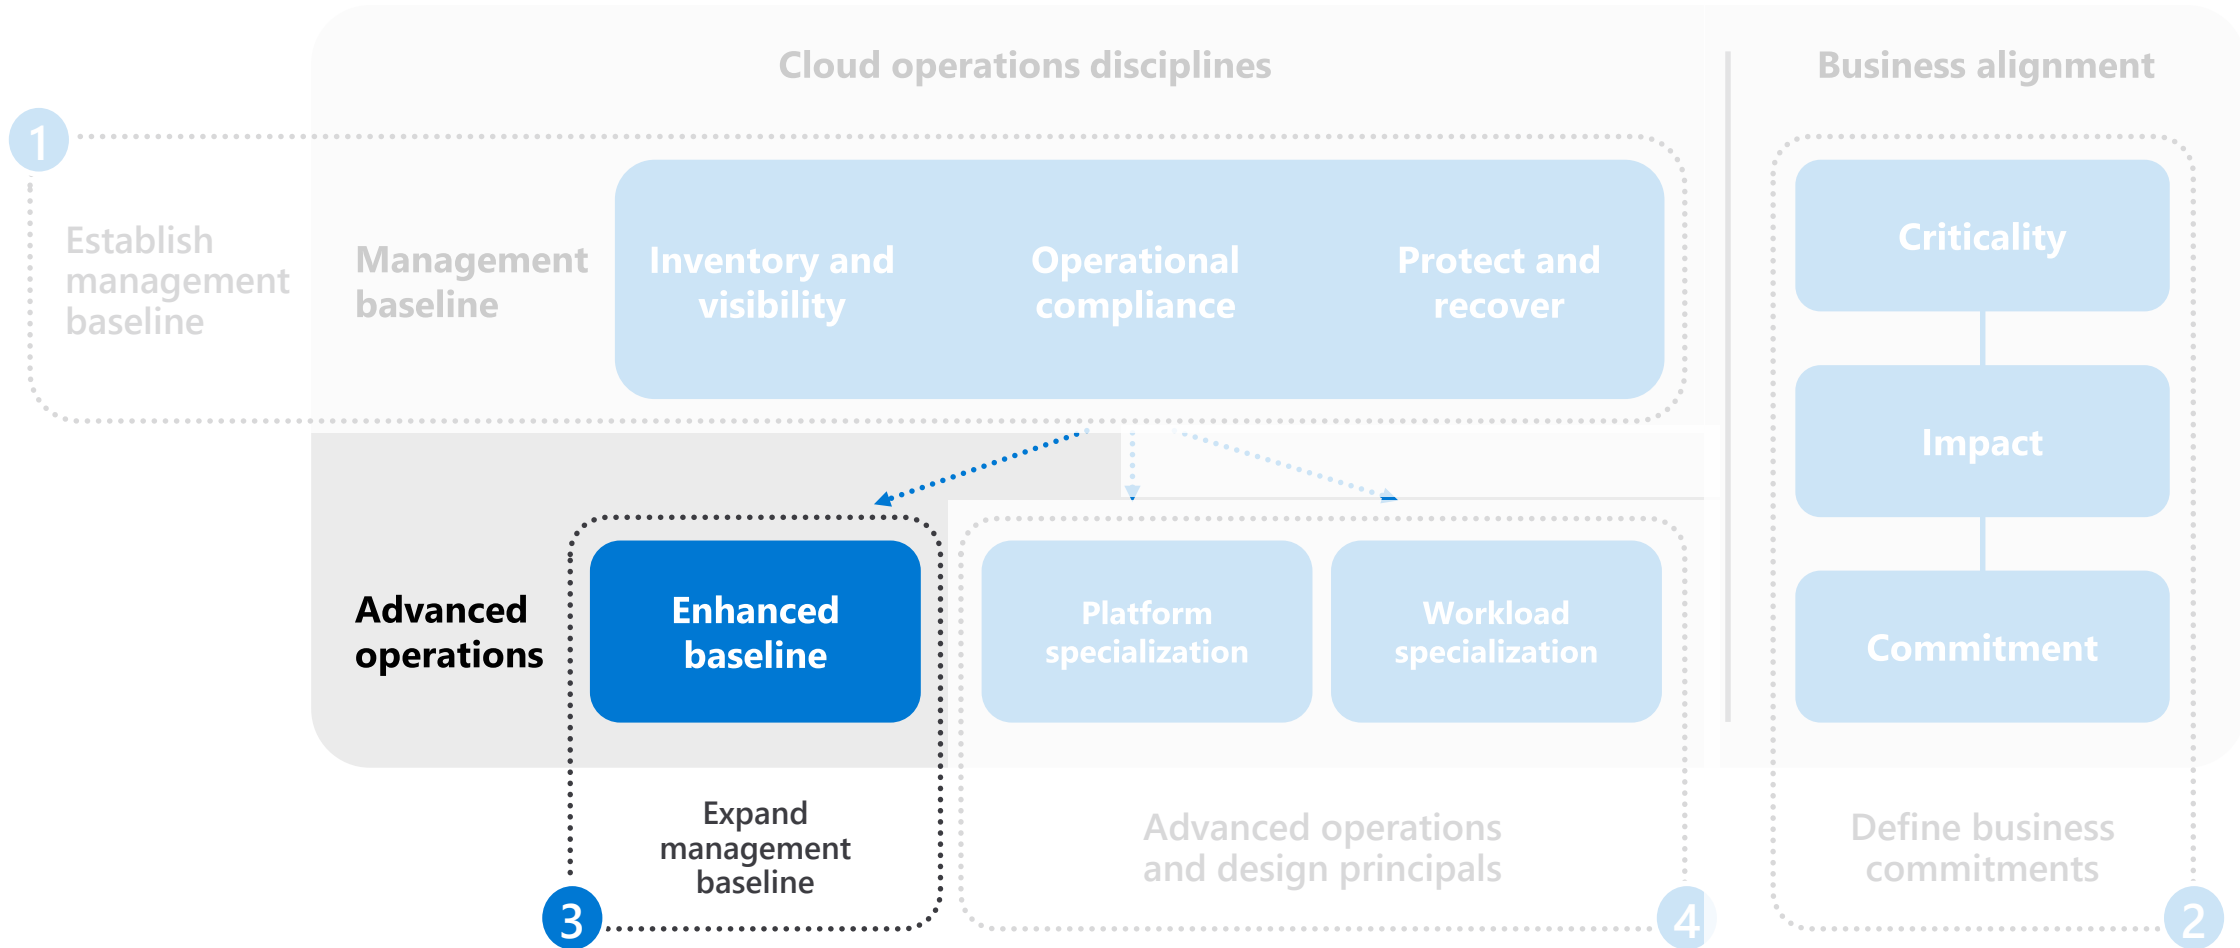 Cloud operations disciplines
Business alignment
1
Establish
management
baseline
Management
baseline
Inventory and
visibility
Operational
compliance
Protect and
recover
Criticality
Impact
Commitment
Advanced
operations
Enhanced
baseline
Platform
specialization
Workload
specialization
Expand
management
baseline
3
Advanced operations
and design principals
4
Define business
commitments
2